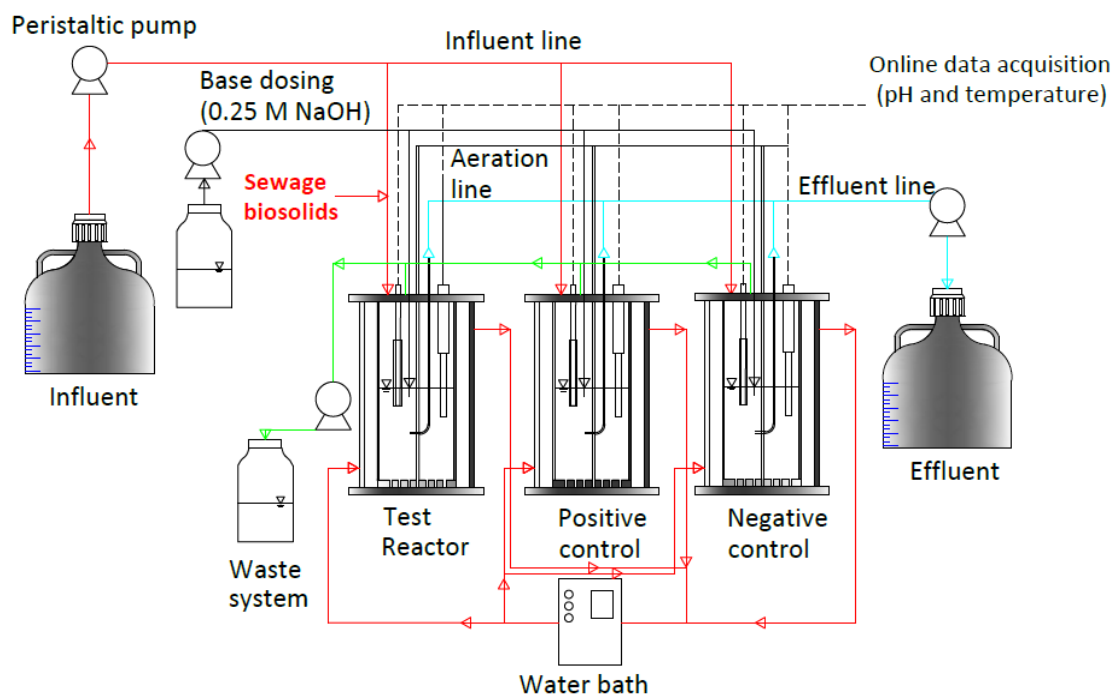 Peristaltic pump
Influent line
Online data acquisition
(pH and temperature)
Base dosing
(0.25 M NaOH)
Aeration
line
Effluent line
Sewage
biosolids
Influent
Effluent
Test
Reactor
Positive
control
Negative
control
Waste
system
Water bath